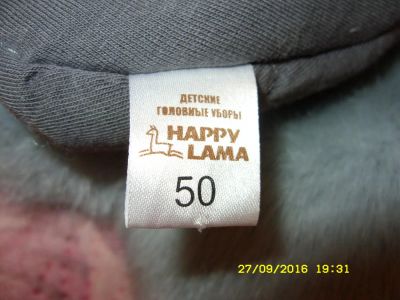 ДЕТСКИЕ
ГОЛОВНЫЕ УБОРЫ
HAPPY
LAMA
50
27/09/2016 19:31